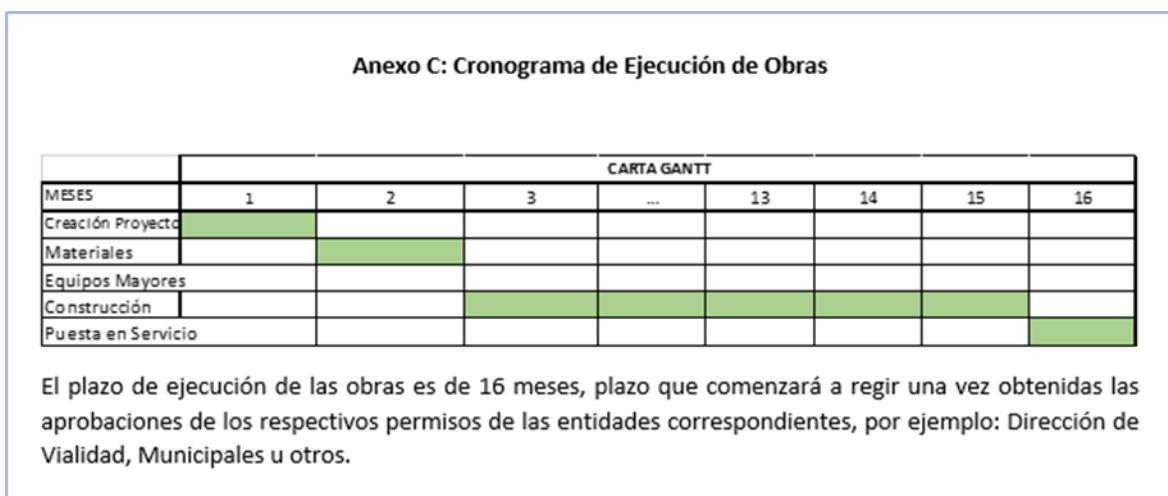 Anexo C: Cronograma de Ejecución de Obras
CARTA GANTT
MESES 1 2 3 ... 13 14 15 16
Creación Proyecto
Materiales
Equipos Mayores
Construcción
Puesta en Servicio
El plazo de ejecución de las obras es de 16 meses, plazo que comenzará a regir una vez obtenidas las
aprobaciones de los respectivos permisos de las entidades correspondientes, por ejemplo: Dirección de
Vialidad, Municipales u otros.